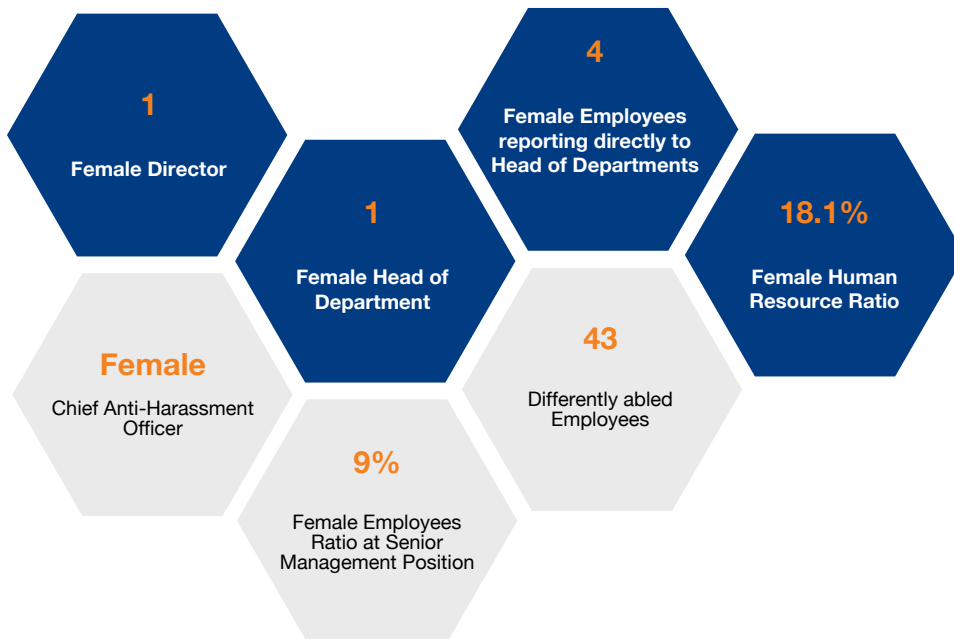 1
Female Director
1
Female Head of
Department
4
Female Employees
reporting directly to
Head of Departments
18.1%
Female Human
Resource Ratio
Female
Chief Anti-Harassment
Officer
9%
Female Employees
Ratio at Senior
Management Position
43
Differently abled
Employees